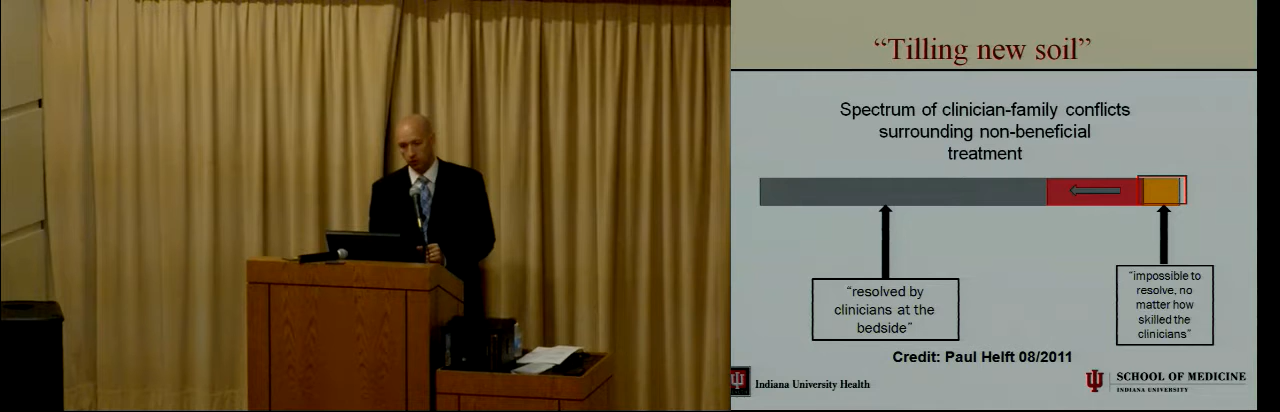 “Tilling new soil”
Spectrum of clinician-family conflicts
surrounding non-beneficial
treatment
“resolved by
clinicians at the
bedside”
“impossible to
resolve, no
matter how
skilled the
clinicians”
Credit: Paul Helft 08/2011
Indiana University Health
SCHOOL OF MEDICINE
INDIANA UNIVERSITY